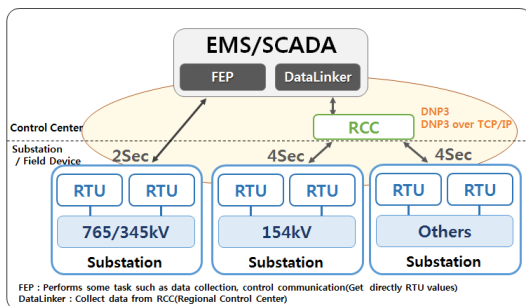 EMS/SCADA
FEP
DataLinker
DNP3
DNP3 over TCP/IP
RCC
Control Center
Substation
/ Field Device
2Sec
4Sec
4Sec
RTU
RTU
RTU
RTU
RTU
RTU
765/345kV
154kV
Others
Substation
Substation
Substation
FEP : Performs some task such as data collection, control communication(Get directly RTU values)
DataLinker : Collect data from RCC(Regional Control Center)